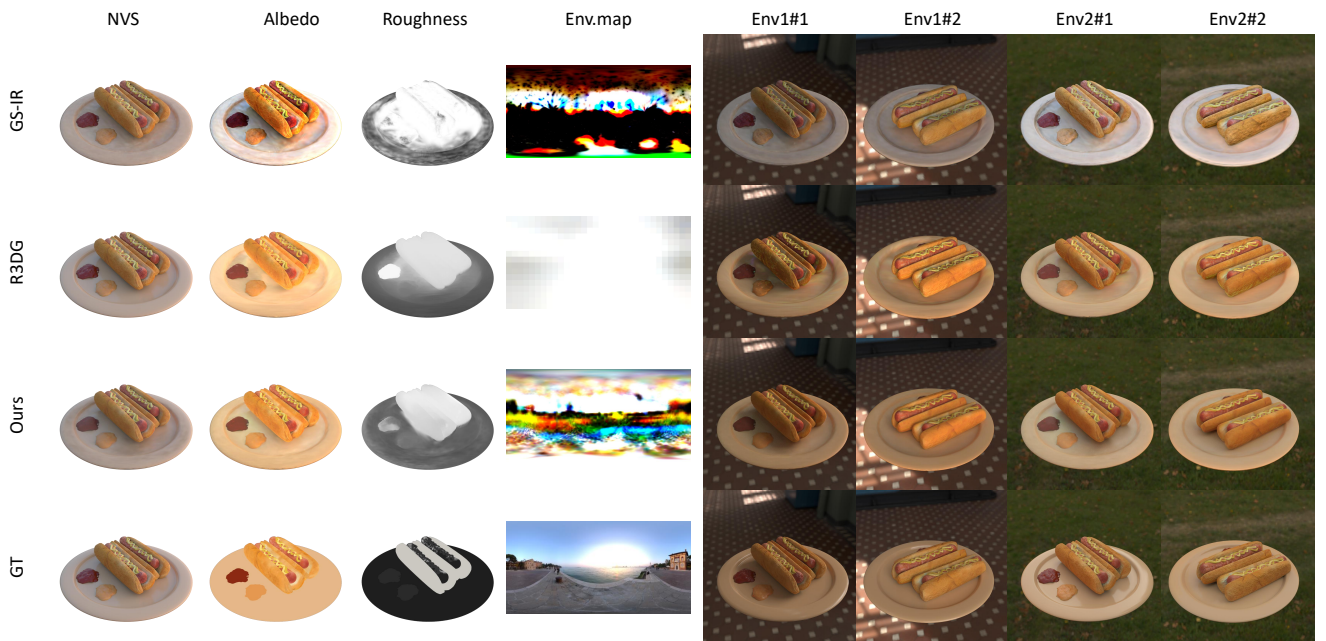 NVS Albedo Roughness Env.map Env1#1 Env1#2 Env2#1 Env2#2
GS-IR
R3DG
Ours
GT